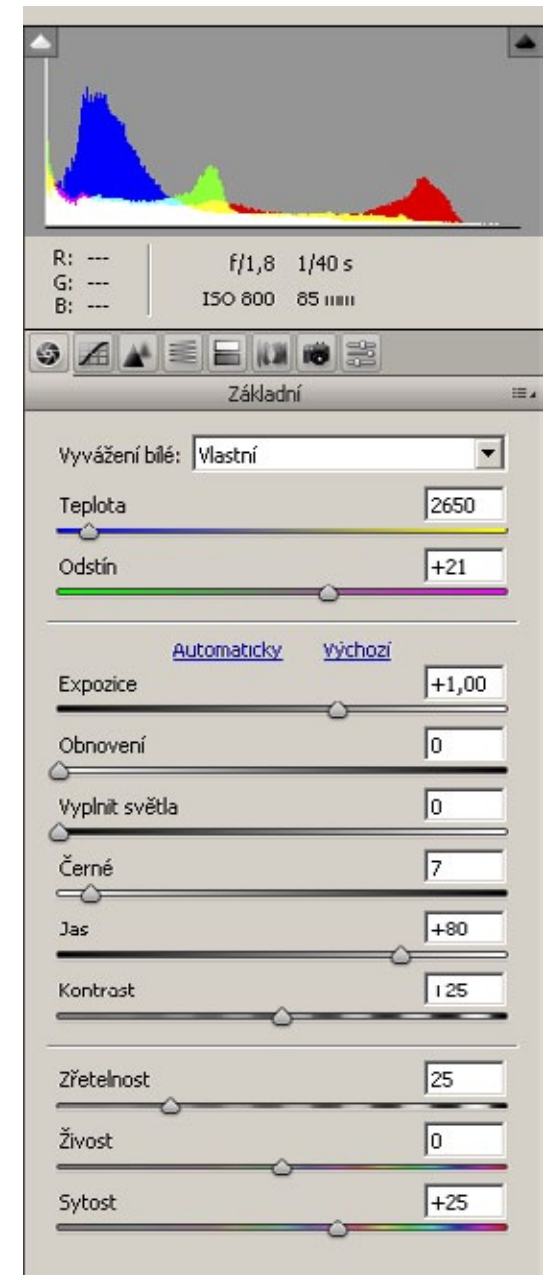 R: --- f/1,8 1/40 s
G: ---
B: --- ISO 800 85 mm
Základní
Vyvážení bílé: Vlastní
Teplota 2650
Odstín +21
Automaticky Výchozí
Expozice +1,00
Obnovení 0
Vyplnit světla 0
Černé 7
Jas +80
Kontrast +25
Zřetelnost 25
Živost 0
Sytost +25